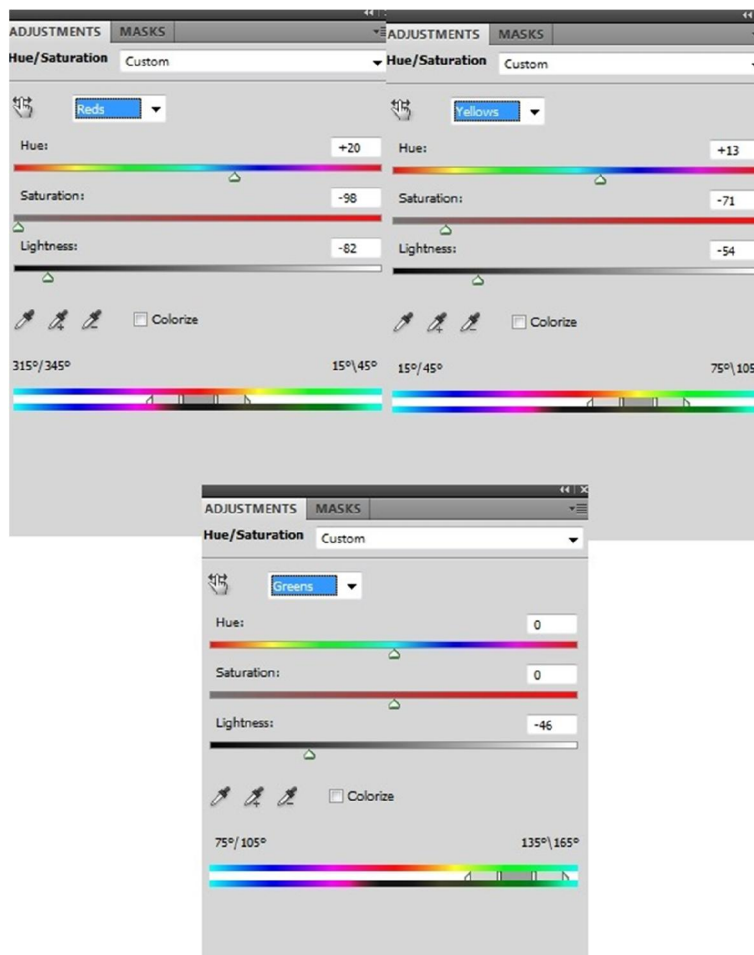 ADJUSTMENTS MASKS
Hue/Saturation Custom
Reds
Hue: +20
Saturation: -98
Lightness: -82
Colorize
315°/345° 15°\45°
ADJUSTMENTS MASKS
Hue/Saturation Custom
Yellows
Hue: +13
Saturation: -71
Lightness: -54
Colorize
15°/45° 75°\105
ADJUSTMENTS MASKS
Hue/Saturation Custom
Greens
Hue: 0
Saturation: 0
Lightness: -46
Colorize
75°/105° 135°\165°